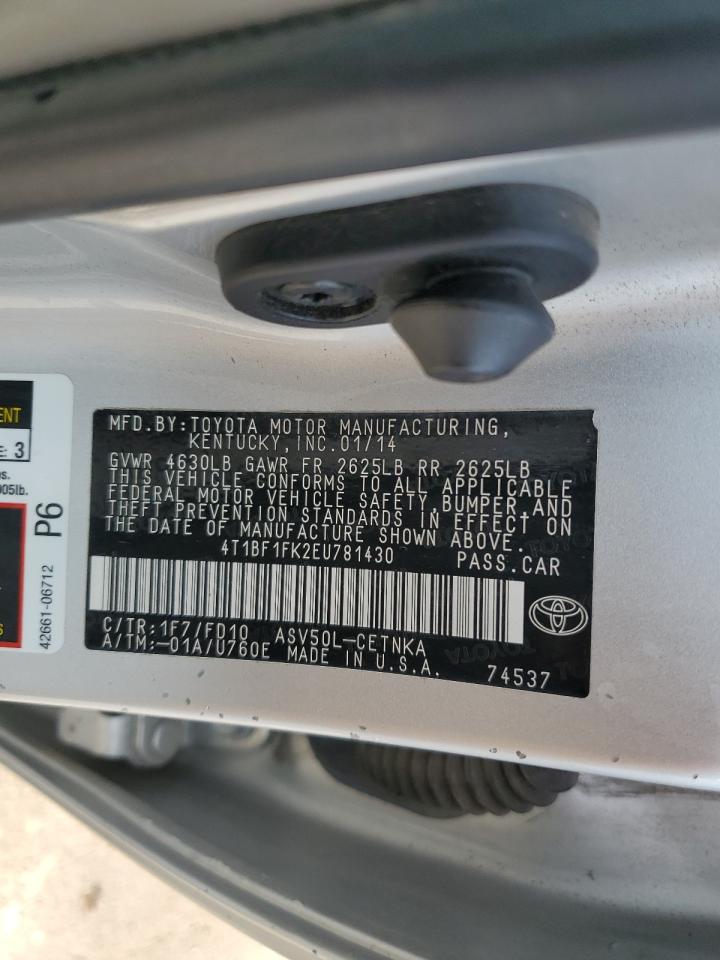 MFD.BY:TOYOTA MOTOR MANUFACTURING,
KENTUCKY,INC.01/14
GVWR 4630LB GAWR FR 2625LB RR 2625LB
THIS VEHICLE CONFORMS TO ALL APPLICABLE
FEDERAL MOTOR VEHICLE SAFETY,BUMPER,AND
THEFT PREVENTION STANDARDS IN EFFECT ON
THE DATE OF MANUFACTURE SHOWN ABOVE.
4T1BF1FK2EU781430 PASS.CAR
C/TR:1F7/FD10 ASV50L-CETNKA
A/TM:-01A/U760E MADE IN U.S.A. 74537
ENT
E: 3
905lb.
P6
42661-06712